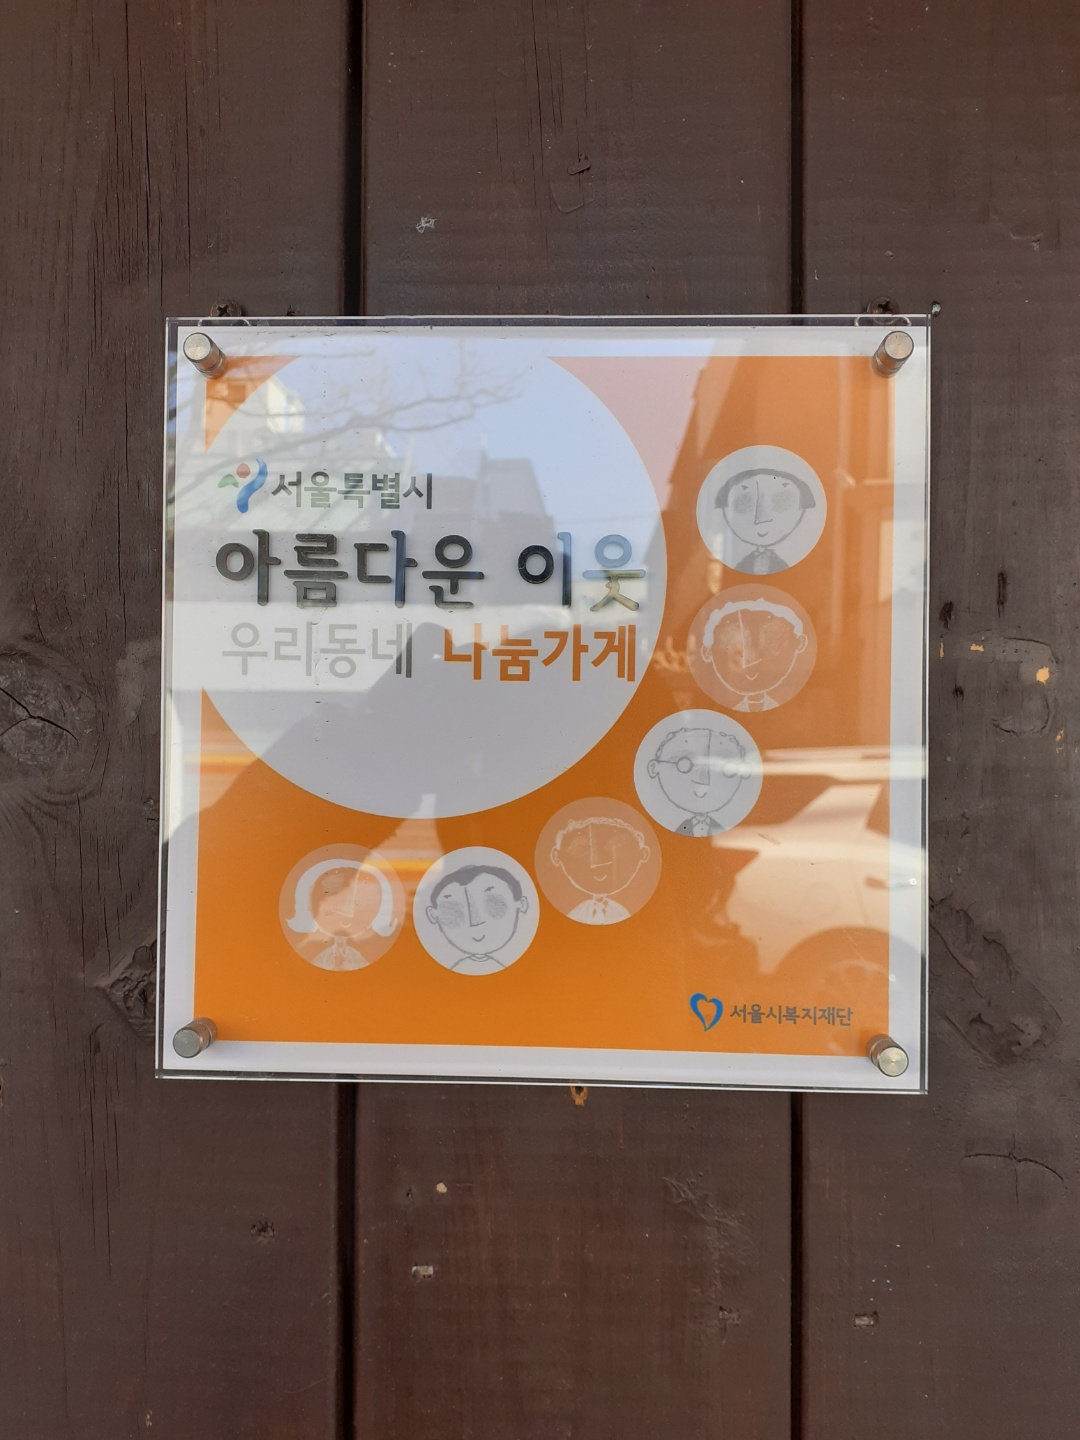 서울특별시
아름다운 이웃
우리동네 나눔가게
서울시복지재단